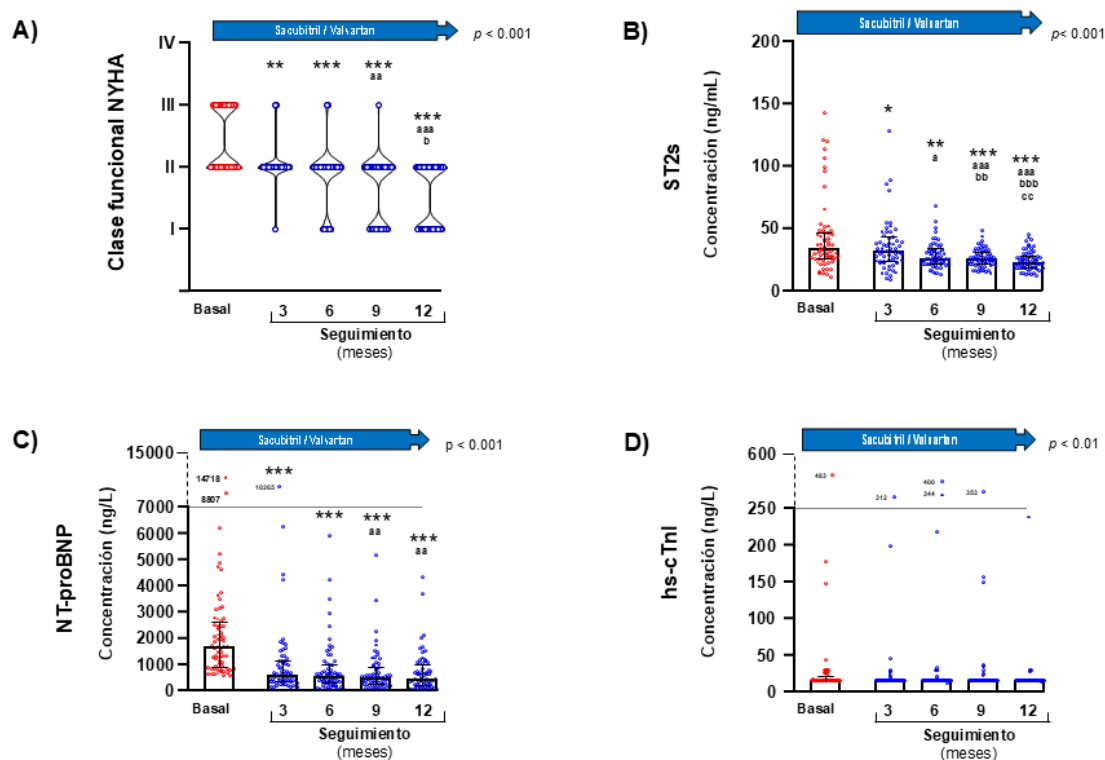 A)
Sacubitril / Valsartan
p < 0.001
Clase funcional NYHA
IV
III
II
I
**
***
***
aa
***
aaa
b
Basal
3
6
9
12
Seguimiento
(meses)
B)
Sacubitril / Valsartan
p < 0.001
ST2s
Concentración (ng/mL)
200
150
100
50
0
*
**
a
***
aaa
bb
***
aaa
bbb
cc
Basal
3
6
9
12
Seguimiento
(meses)
C)
Sacubitril / Valsartan
p < 0.001
NT-proBNP
Concentración (ng/L)
15000
7000
6000
5000
4000
3000
2000
1000
0
14718
8807
10265
***
***
***
aa
***
aa
Basal
3
6
9
12
Seguimiento
(meses)
D)
Sacubitril / Valsartan
p < 0.01
hs-cTnI
Concentración (ng/L)
600
250
200
150
100
50
0
313
344
353
Basal
3
6
9
12
Seguimiento
(meses)